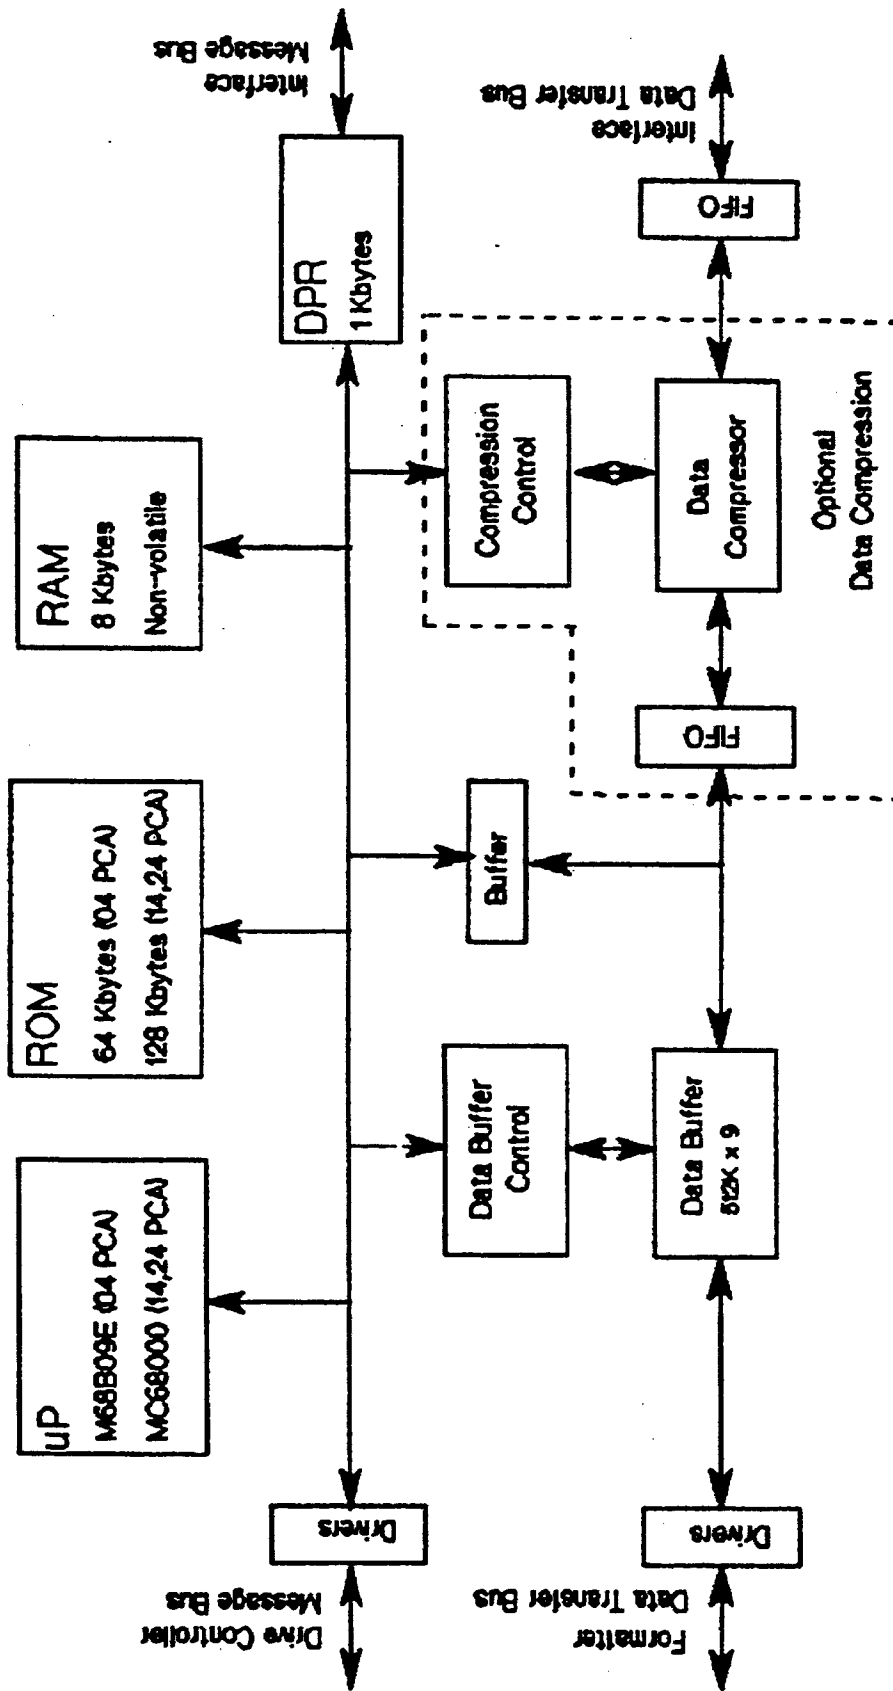 uP
M68B09E (04 PCA)
MC68000 (14,24 PCA)
ROM
64 Kbytes (04 PCA)
128 Kbytes (14,24 PCA)
RAM
8 Kbytes
Non-volatile
Drive Controller
Message Bus
Drivers
DPR
1 Kbytes
Interface
Message Bus
Data Buffer
Control
Buffer
Compression
Control
Formatter
Data Transfer Bus
Drivers
Data Buffer
512K x 9
FIFO
Data
Compressor
FIFO
Interface
Data Transfer Bus
Optional
Data Compression